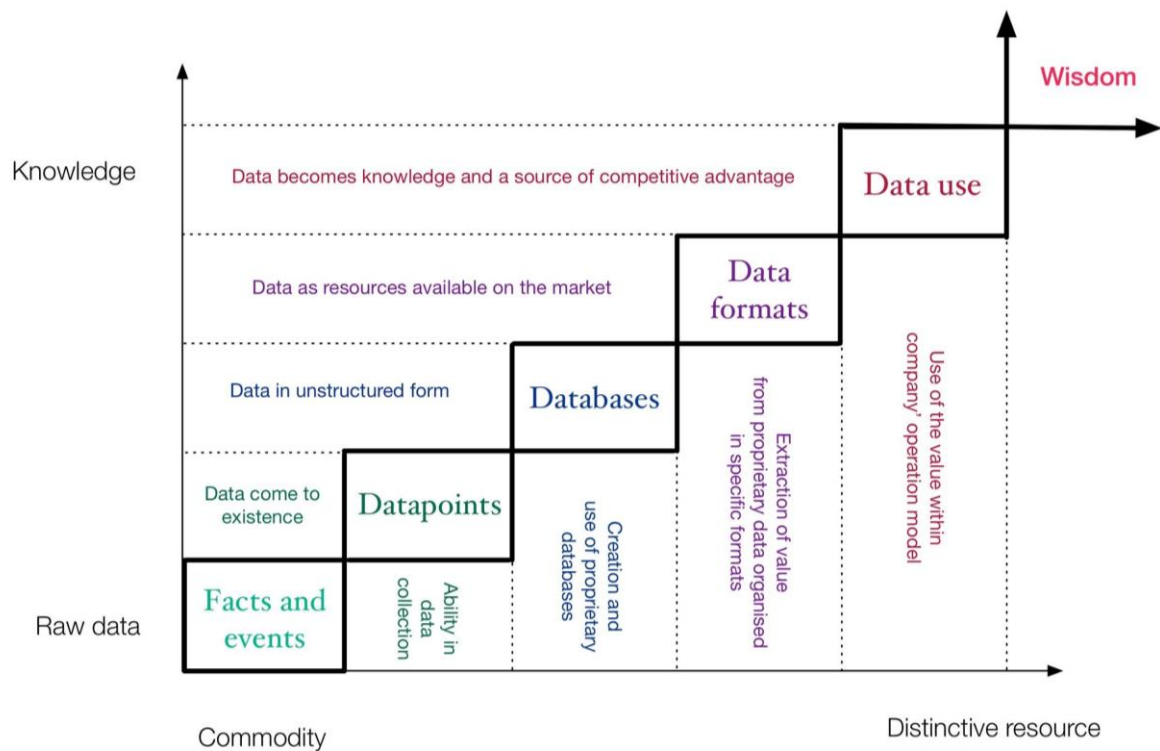 Wisdom
Knowledge
Data becomes knowledge and a source of competitive advantage
Data use
Data as resources available on the market
Data
formats
Data in unstructured form
Databases
Data come to
existence
Datapoints
Facts and
events
Raw data
Ability in
data
collection
Creation and
use of proprietary
databases
Extraction of value
from proprietary data organised
in specific formats
Use of the value within
company' operation model
Commodity
Distinctive resource